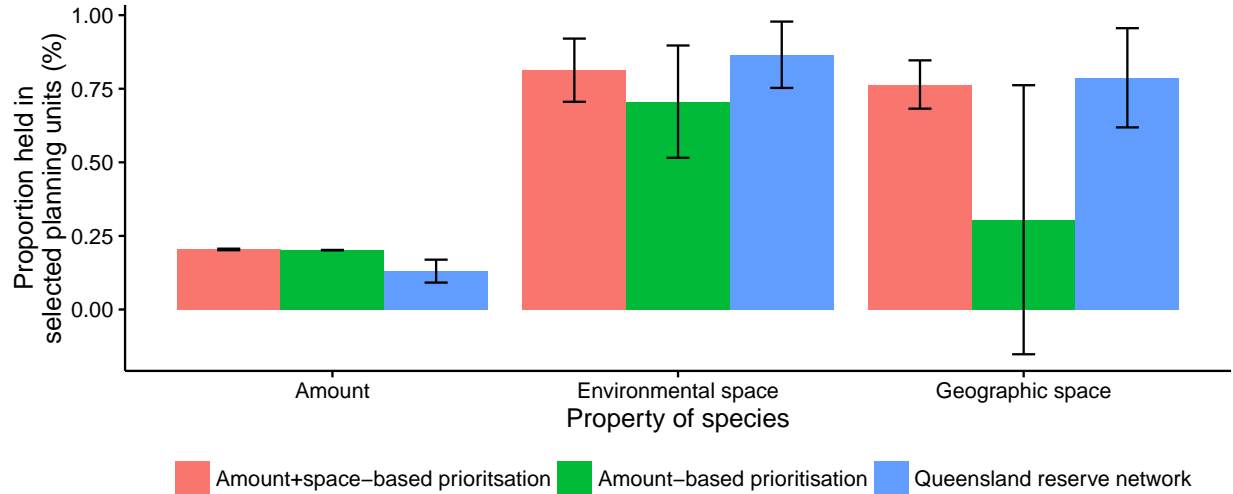 Proportion held in
selected planning units (%)
1.00
0.75
0.50
0.25
0.00
Amount
Environmental space
Geographic space
Property of species
Amount+space−based prioritsation
Amount−based prioritisation
Queensland reserve network